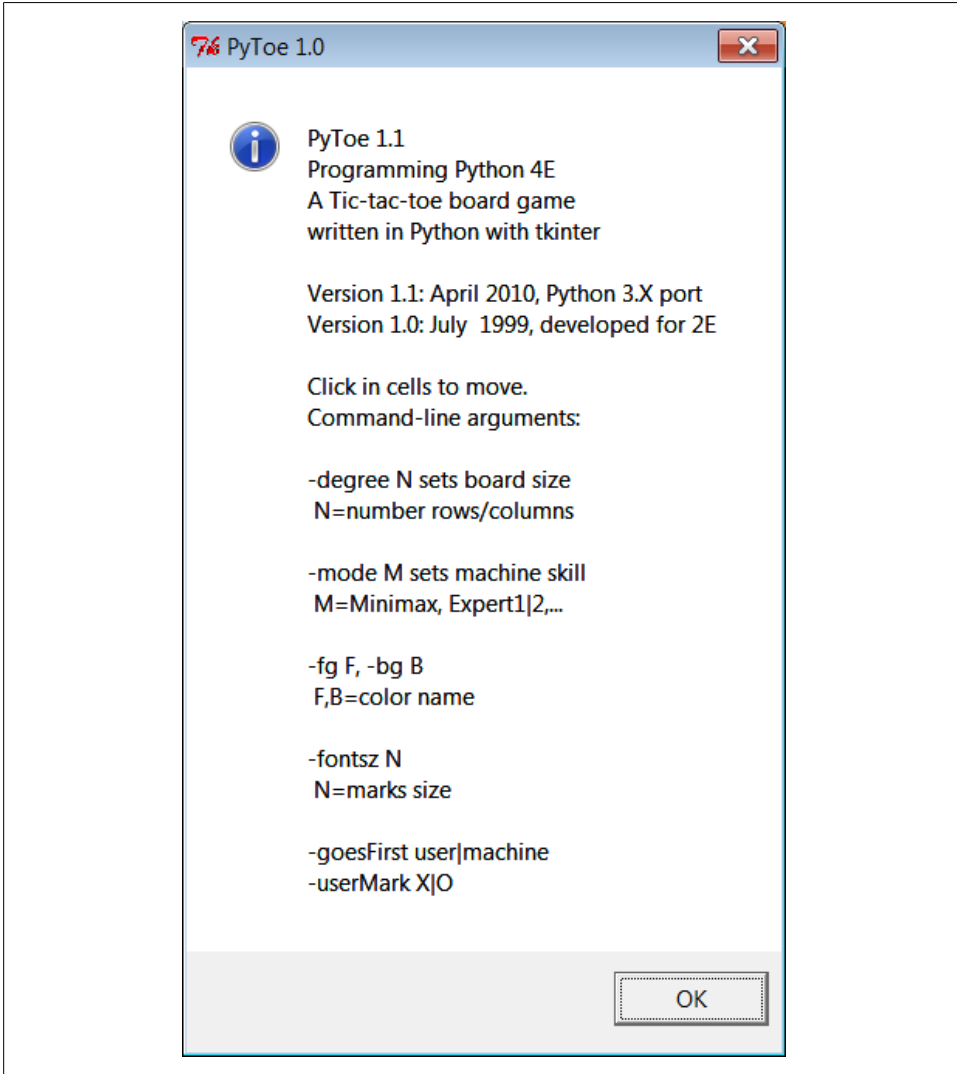 PyToe 1.0
PyToe 1.1
Programming Python 4E
A Tic-tac-toe board game
written in Python with tkinter
Version 1.1: April 2010, Python 3.X port
Version 1.0: July  1999, developed for 2E
Click in cells to move.
Command-line arguments:
-degree N sets board size
N=number rows/columns
-mode M sets machine skill
M=Minimax, Expert1|2,...
-fg F, -bg B
F,B=color name
-fontsz N
N=marks size
-goesFirst user|machine
-userMark X|O
OK